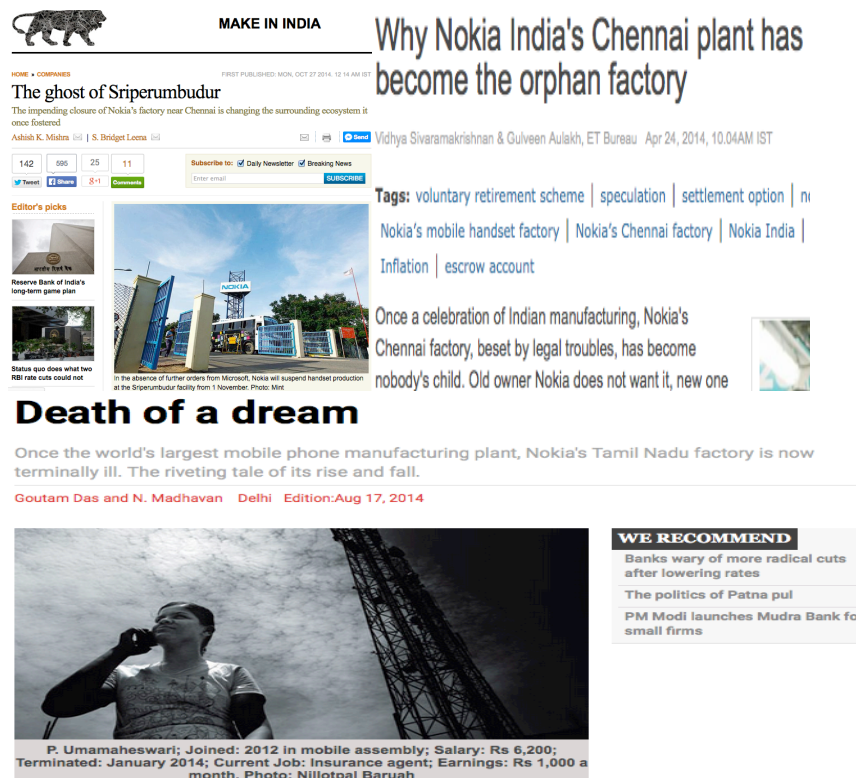 MAKE IN INDIA
HOME » COMPANIES
FIRST PUBLISHED: MON, OCT 27 2014. 12 14 AM IST
The ghost of Sriperumbudur
The impending closure of Nokia's factory near Chennai is changing the surrounding ecosystem it
once fostered
Ashish K. Mishra | S. Bridget Leena
Send
142 595 25 11
Tweet Share g+1 Comments
Subscribe to: Daily Newsletter Breaking News
Enter email SUBSCRIBE
Editor's picks
Reserve Bank of India's
long-term game plan
Status quo does what two
RBI rate cuts could not
NOKIA
In the absence of further orders from Microsoft, Nokia will suspend handset production
at the Sriperumbudur facility from 1 November. Photo: Mint
Why Nokia India's Chennai plant has
become the orphan factory
Vidhya Sivaramakrishnan & Gulveen Aulakh, ET Bureau Apr 24, 2014, 10.04AM IST
Tags: voluntary retirement scheme | speculation | settlement option |
Nokia's mobile handset factory | Nokia's Chennai factory | Nokia India |
Inflation | escrow account
Once a celebration of Indian manufacturing, Nokia's
Chennai factory, beset by legal troubles, has become
nobody's child. Old owner Nokia does not want it, new one
Death of a dream
Once the world's largest mobile phone manufacturing plant, Nokia's Tamil Nadu factory is now
terminally ill. The riveting tale of its rise and fall.
Goutam Das and N. Madhavan Delhi Edition:Aug 17, 2014
P. Umamaheswari; Joined: 2012 in mobile assembly; Salary: Rs 6,200;
Terminated: January 2014; Current Job: Insurance agent; Earnings: Rs 1,000 a
month. Photo: Nilotpal Baruah
WE RECOMMEND
Banks wary of more radical cuts
after lowering rates
The politics of Patna pul
PM Modi launches Mudra Bank fo
small firms